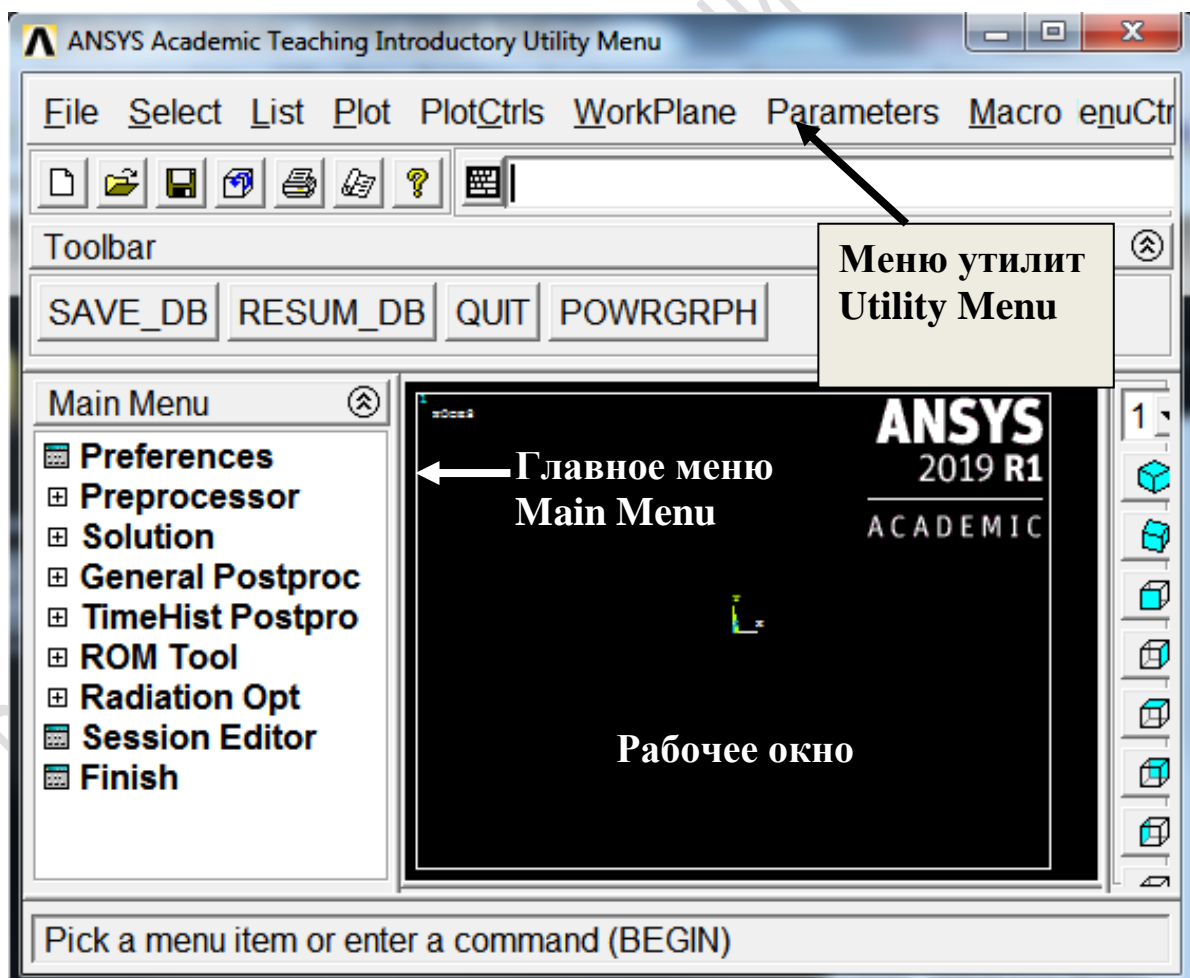 ANSYS Academic Teaching Introductory Utility Menu
File Select List Plot PlotCtrls WorkPlane Parameters Macro enuCtr
Toolbar
SAVE_DB RESUM_DB QUIT POWRGRPH
Меню утилит
Utility Menu
Main Menu
Preferences
Preprocessor
Solution
General Postproc
TimeHist Postpro
ROM Tool
Radiation Opt
Session Editor
Finish
1
ANSYS
2019 R1
ACADEMIC
Главное меню
Main Menu
Рабочее окно
1
Pick a menu item or enter a command (BEGIN)